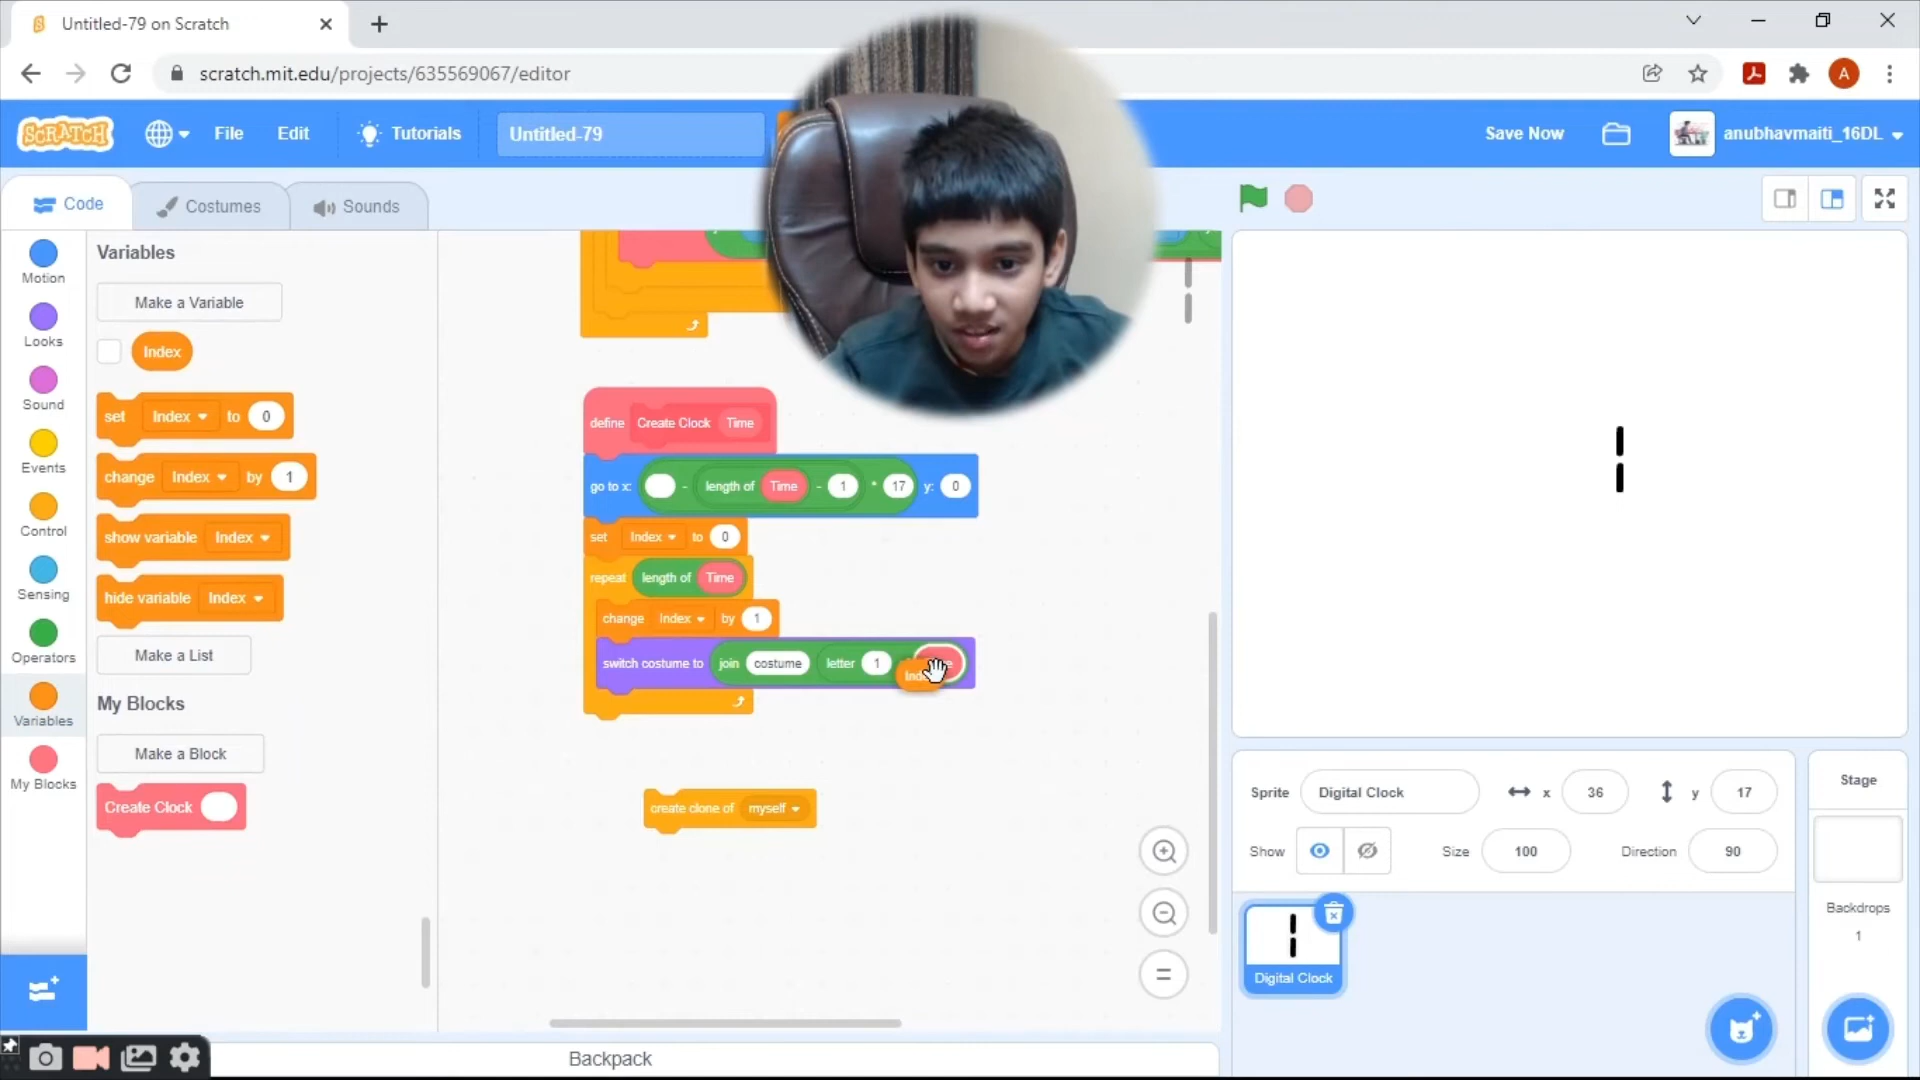 Untitled-79 on Scratch
scratch.mit.edu/projects/635569067/editor
A
SCRATCH
File
Edit
Tutorials
Untitled-79
Save Now
anubhavmaiti_16DL
Code
Costumes
Sounds
Motion
Looks
Sound
Events
Control
Sensing
Operators
Variables
My Blocks
Variables
Make a Variable
Index
set Index to 0
change Index by 1
show variable Index
hide variable Index
Make a List
My Blocks
Make a Block
Create Clock
define Create Clock Time
go to x: - length of Time - 1 * 17 y: 0
set Index to 0
repeat length of Time
change Index by 1
switch costume to join costume letter 1
create clone of myself
Backpack
Sprite Digital Clock x 36 y 17
Show Size 100 Direction 90
Digital Clock
Stage
Backdrops
1